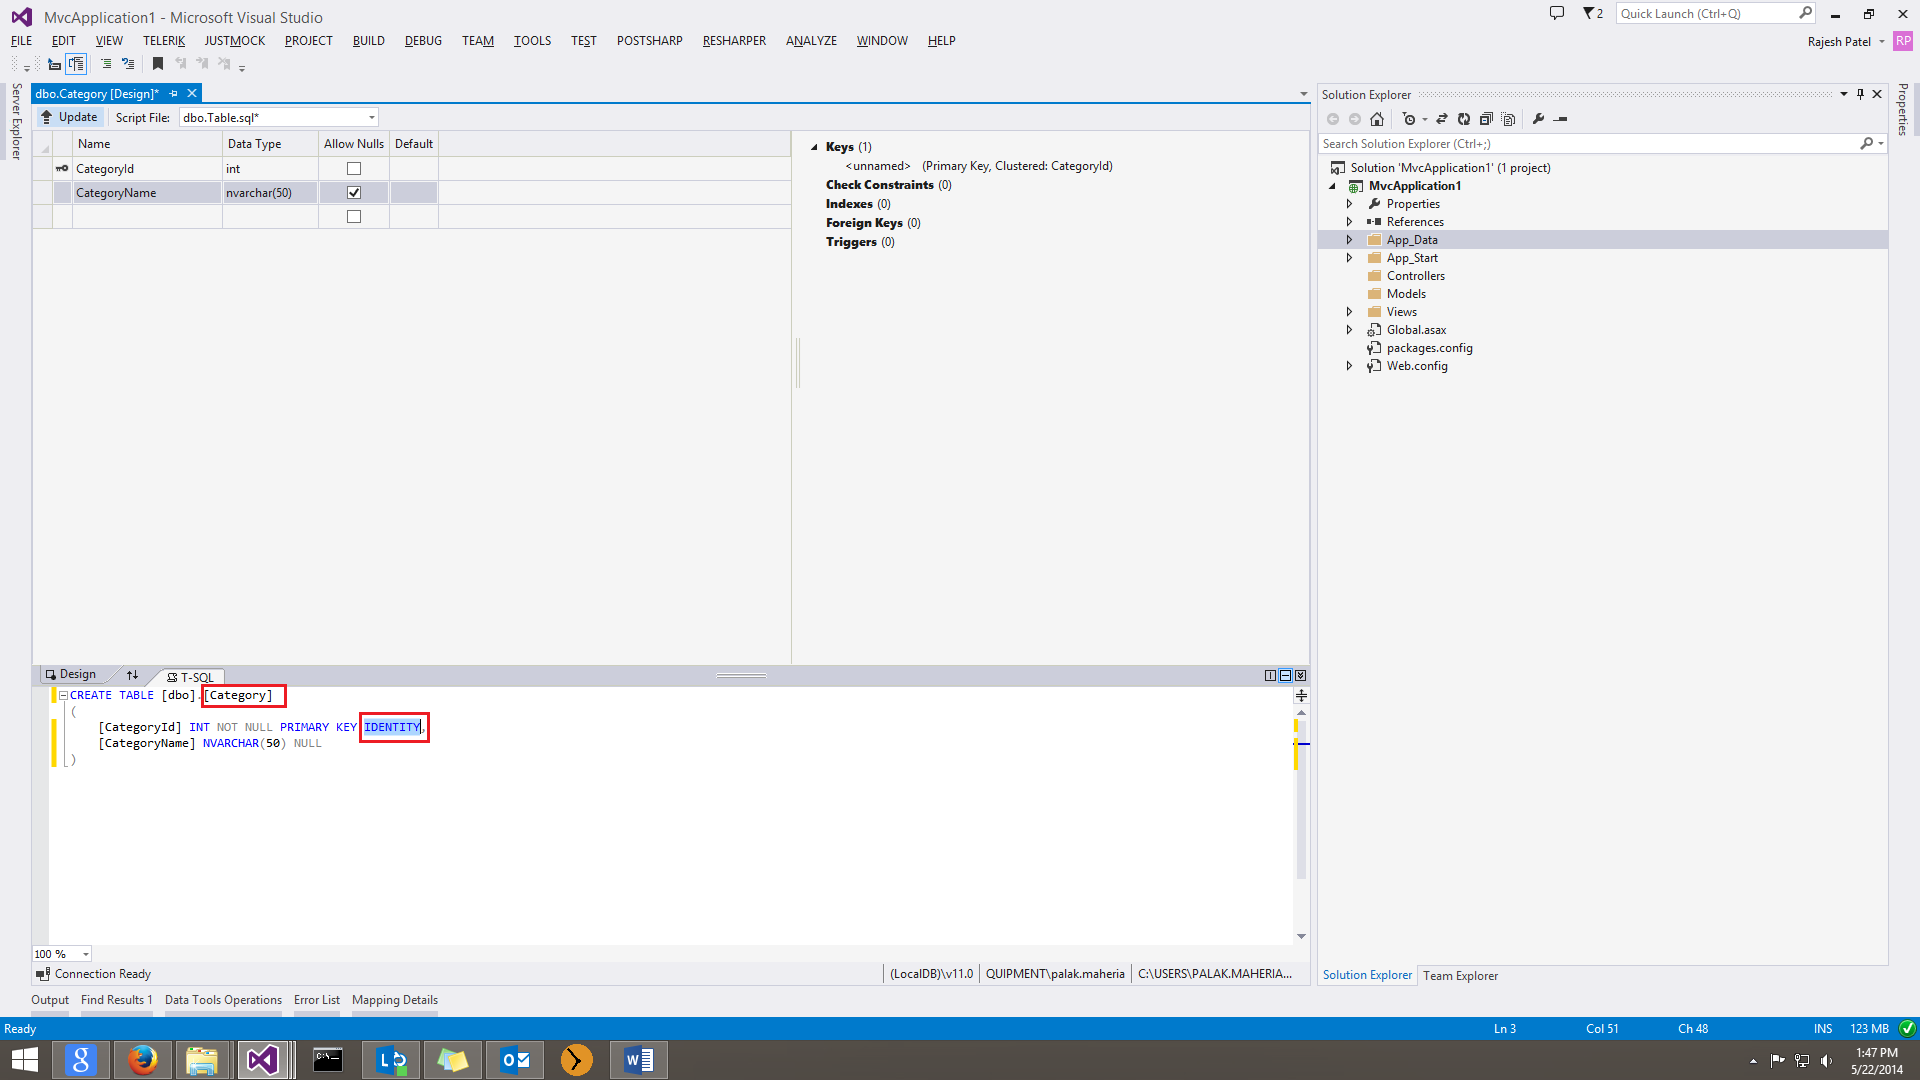 MvcApplication1 - Microsoft Visual Studio
2
Quick Launch (Ctrl+Q)
FILE EDIT VIEW TELERIK JUSTMOCK PROJECT BUILD DEBUG TEAM TOOLS TEST POSTSHARP RESHARPER ANALYZE WINDOW HELP
Rajesh Patel RP
Server Explorer
dbo.Category [Design]*
Update Script File: dbo.Table.sql*
Name Data Type Allow Nulls Default
CategoryId int
CategoryName nvarchar(50)
Keys (1)
<unnamed> (Primary Key, Clustered: CategoryId)
Check Constraints (0)
Indexes (0)
Foreign Keys (0)
Triggers (0)
Design T-SQL
CREATE TABLE [dbo].[Category]
(
[CategoryId] INT NOT NULL PRIMARY KEY IDENTITY,
[CategoryName] NVARCHAR(50) NULL
)
100 %
Connection Ready
(LocalDB)\v11.0 QUIPMENT\palak.maheria C:\USERS\PALAK.MAHERIA...
Solution Explorer
Search Solution Explorer (Ctrl+;)
Solution 'MvcApplication1' (1 project)
MvcApplication1
Properties
References
App_Data
App_Start
Controllers
Models
Views
Global.asax
packages.config
Web.config
Solution Explorer Team Explorer
Properties
Output Find Results 1 Data Tools Operations Error List Mapping Details
Ready Ln 3 Col 51 Ch 48 INS 123 MB
1:47 PM
5/22/2014